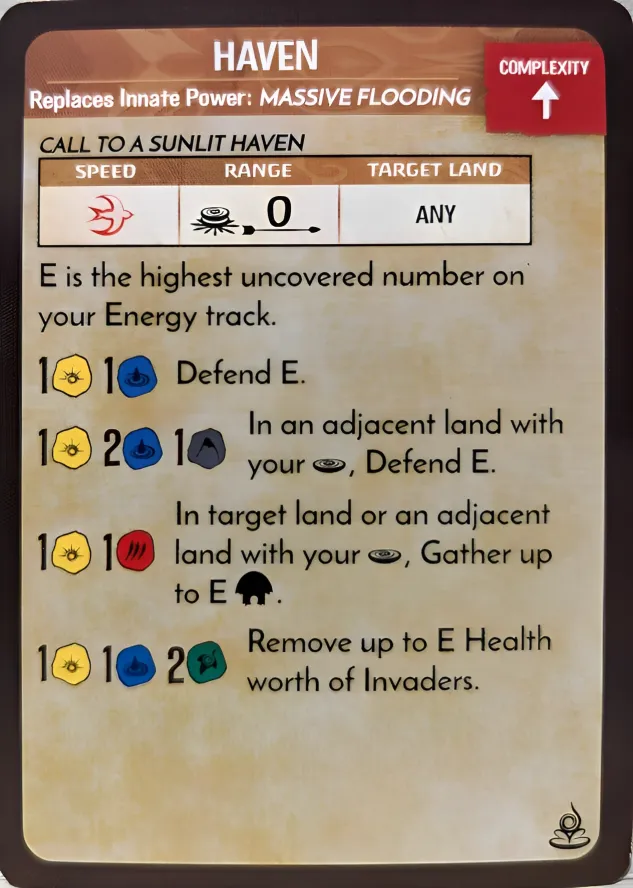 HAVEN
COMPLEXITY
Replaces Innate Power: MASSIVE FLOODING
CALL TO A SUNLIT HAVEN
SPEED RANGE TARGET LAND
0 ANY
E is the highest uncovered number on
your Energy track.
1 1 Defend E.
In an adjacent land with
1 2 1 your , Defend E.
In target land or an adjacent
1 1 land with your , Gather up
to E .
1 1 2 Remove up to E Health
worth of Invaders.